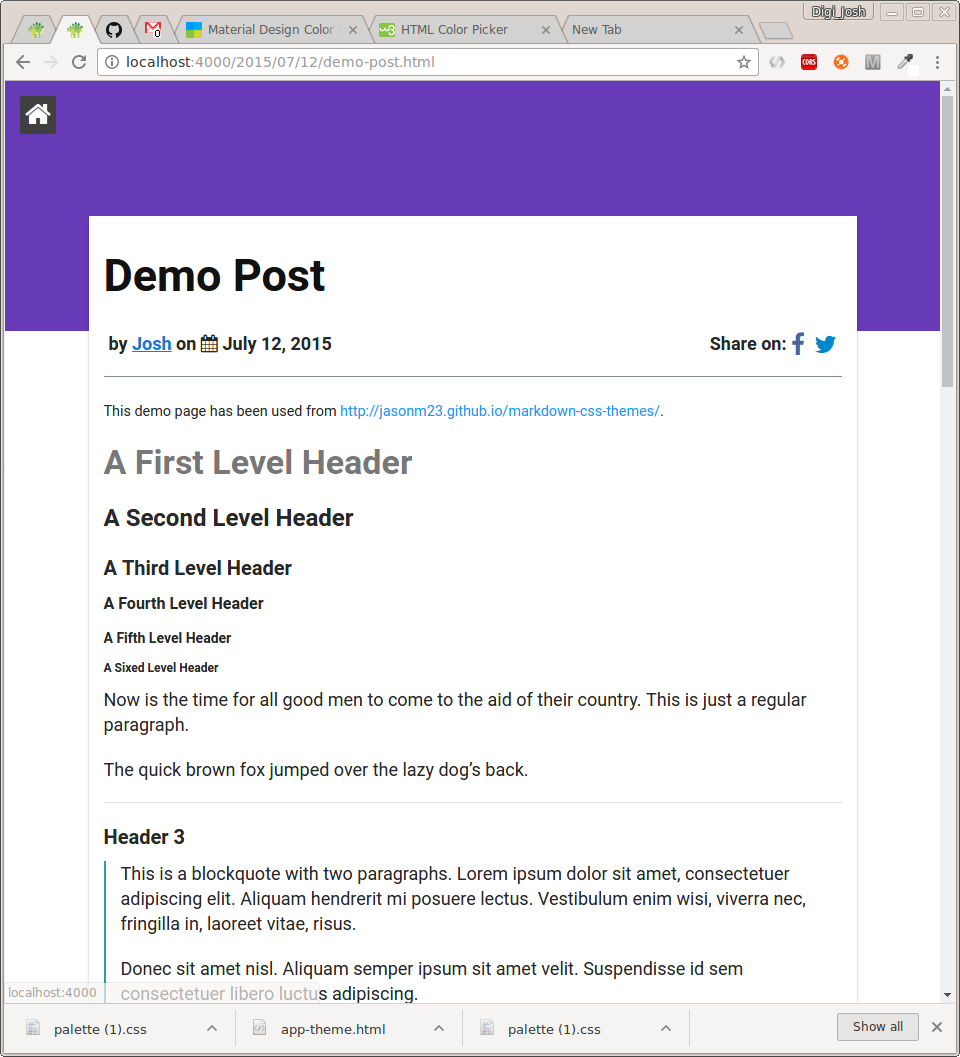 Digi_Josh
0
Material Design Color
HTML Color Picker
New Tab
localhost:4000/2015/07/12/demo-post.html
CORS
M
Demo Post
by Josh on July 12, 2015
Share on:
This demo page has been used from http://jasonm23.github.io/markdown-css-themes/.
A First Level Header
A Second Level Header
A Third Level Header
A Fourth Level Header
A Fifth Level Header
A Sixed Level Header
Now is the time for all good men to come to the aid of their country. This is just a regular
paragraph.
The quick brown fox jumped over the lazy dog’s back.
Header 3
This is a blockquote with two paragraphs. Lorem ipsum dolor sit amet, consectetuer
adipiscing elit. Aliquam hendrerit mi posuere lectus. Vestibulum enim wisi, viverra nec,
fringilla in, laoreet vitae, risus.
Donec sit amet nisl. Aliquam semper ipsum sit amet velit. Suspendisse id sem
consectetuer libero luctus adipiscing.
localhost:4000
palette (1).css
app-theme.html
palette (1).css
Show all